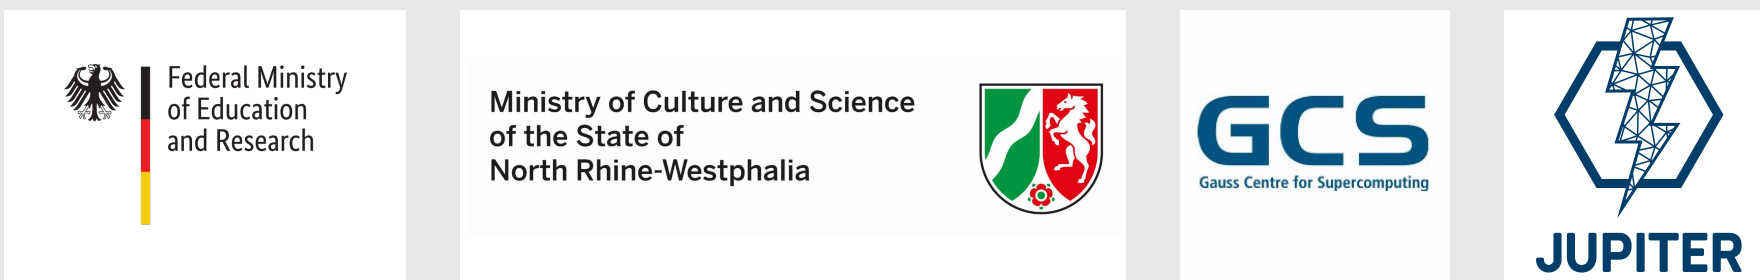 Federal Ministry
of Education
and Research
Ministry of Culture and Science
of the State of
North Rhine-Westphalia
GCS
Gauss Centre for Supercomputing
JUPITER